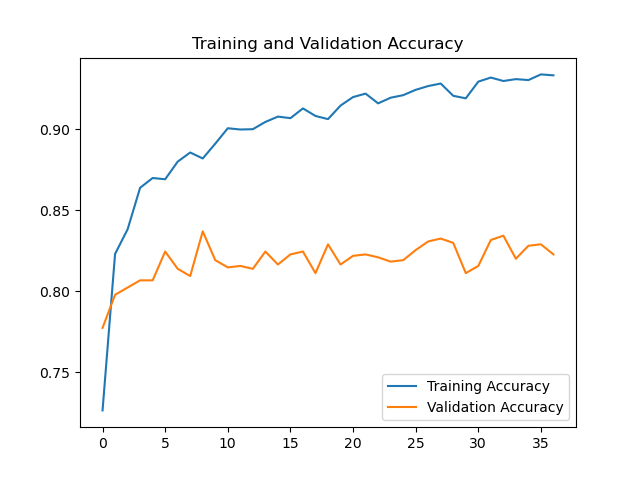 Training and Validation Accuracy
0.90
0.85
0.80
0.75
Training Accuracy
Validation Accuracy
0 5 10 15 20 25 30 35